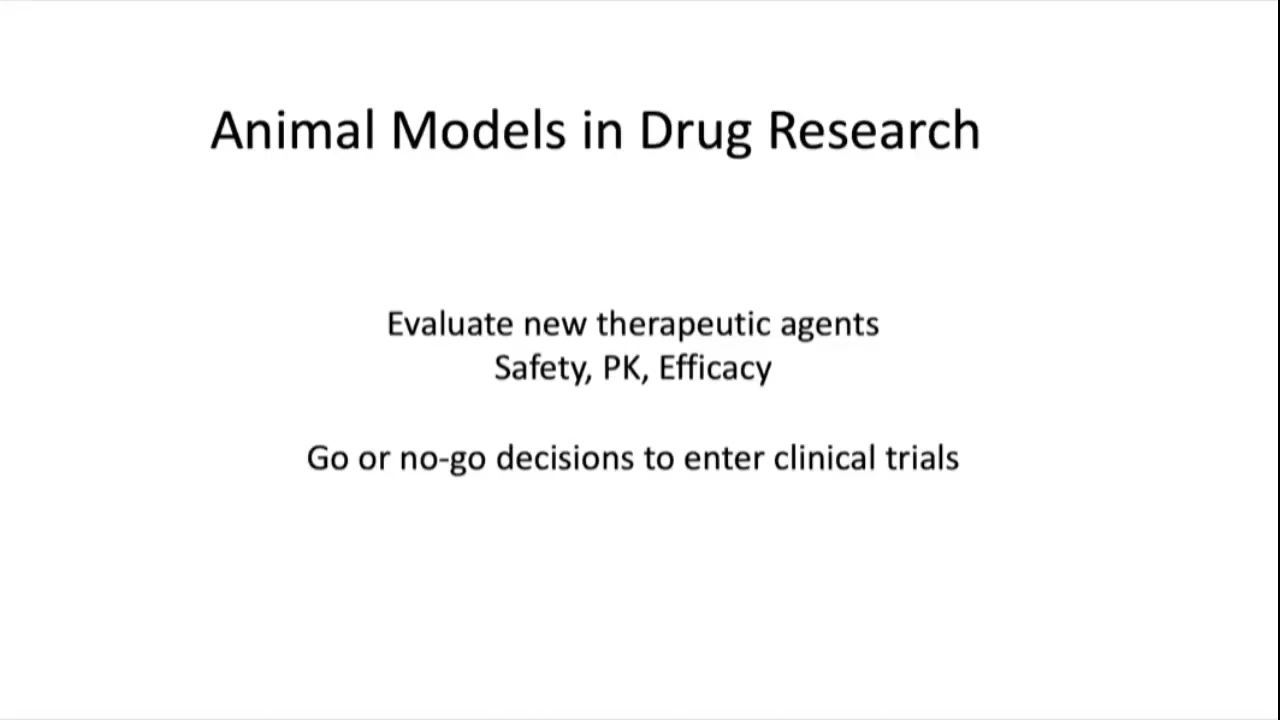 Animal Models in Drug Research
Evaluate new therapeutic agents
Safety, PK, Efficacy
Go or no-go decisions to enter clinical trials